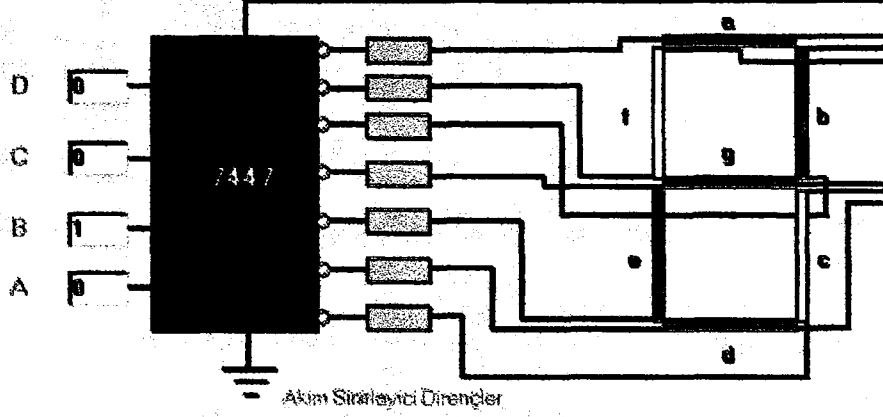 a
D 0
f b
C 0 7447 g
B 1
e c
A 0
d
Akım Sınırlayıcı Dirençler